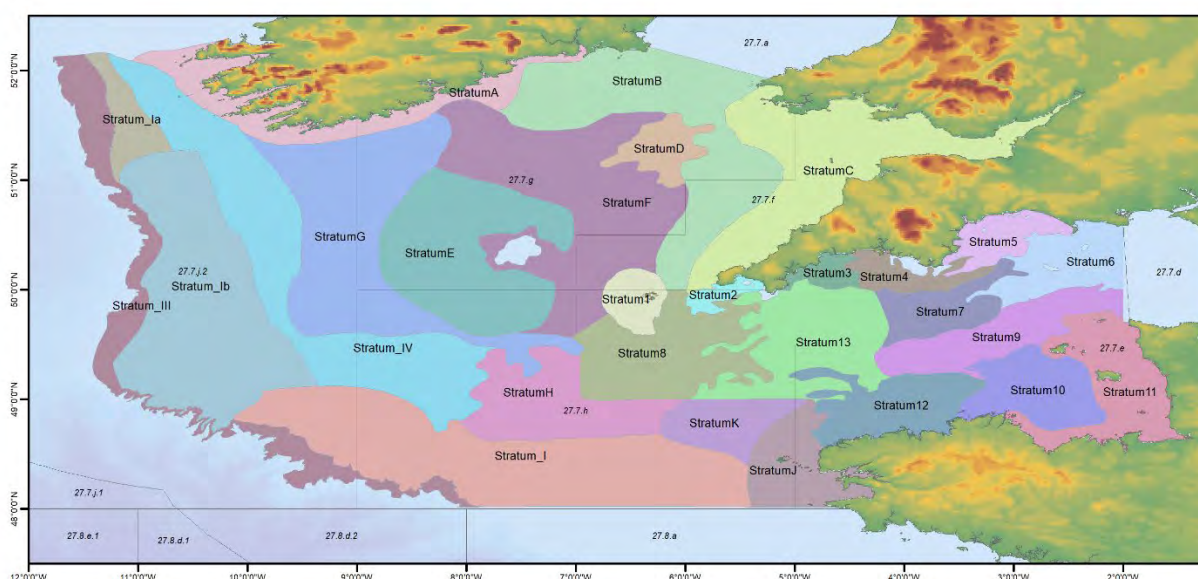 27.7.a
52°0'0"N
StratumB
StratumA
Stratum_Ia
StratumD
StratumC
51°0'0"N
27.7.g
27.7.f
StratumF
StratumG
StratumE
Stratum5
Stratum6
27.7.j.2
Stratum_Ib
Stratum3
Stratum4
27.7.d
50°0'0"N
Stratum_III
Stratum1
Stratum2
Stratum7
Stratum_IV
Stratum8
Stratum13
Stratum9
27.7.e
49°0'0"N
StratumH
27.7.h
Stratum12
Stratum10
Stratum11
StratumK
Stratum_I
StratumJ
27.7.j.1
48°0'0"N
27.8.e.1
27.8.d.1
27.8.d.2
27.8.a
12°0'0"W
11°0'0"W
10°0'0"W
9°0'0"W
8°0'0"W
7°0'0"W
6°0'0"W
5°0'0"W
4°0'0"W
3°0'0"W
2°0'0"W